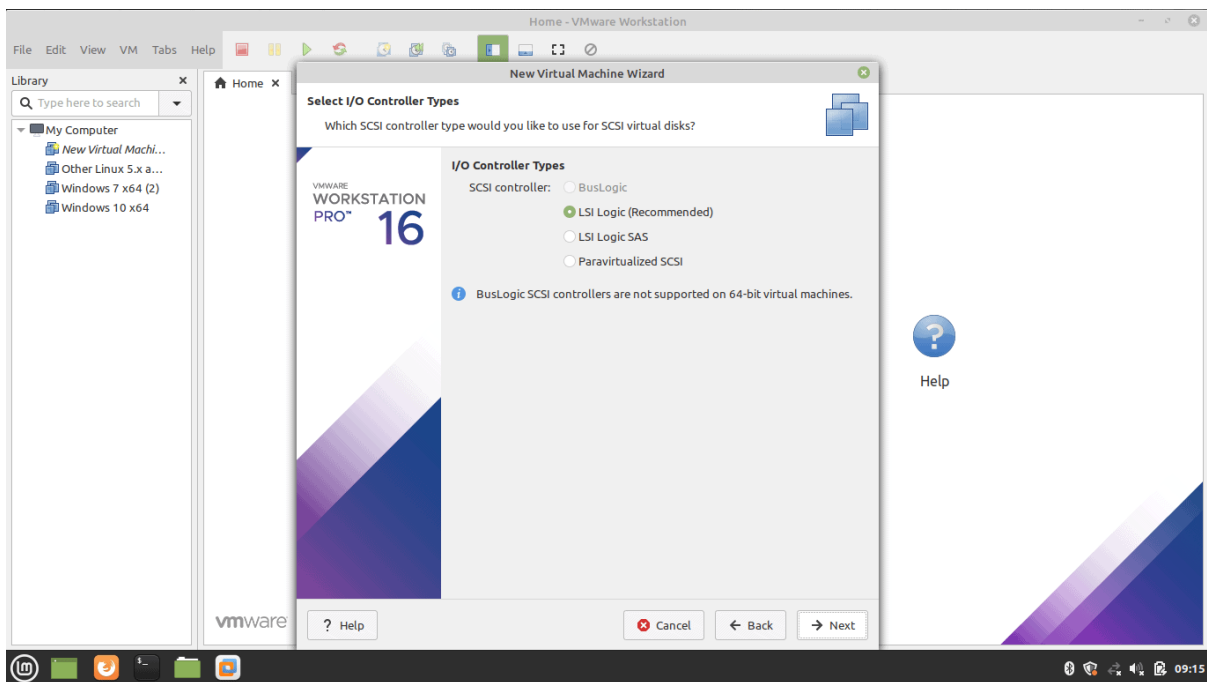 Home - VMware Workstation
File Edit View VM Tabs Help
Library
Home
Type here to search
My Computer
New Virtual Machi...
Other Linux 5.x a...
Windows 7 x64 (2)
Windows 10 x64
New Virtual Machine Wizard
Select I/O Controller Types
Which SCSI controller type would you like to use for SCSI virtual disks?
VMWARE
WORKSTATION
PRO™ 16
I/O Controller Types
SCSI controller: BusLogic
LSI Logic (Recommended)
LSI Logic SAS
Paravirtualized SCSI
BusLogic SCSI controllers are not supported on 64-bit virtual machines.
Help
vmware
? Help
Cancel
Back
Next
09:15